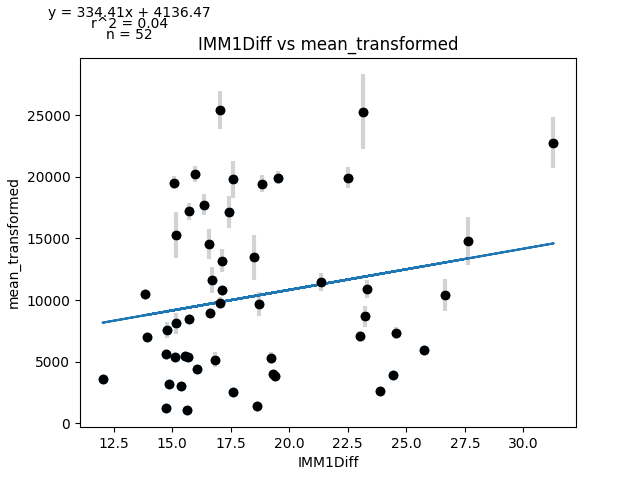 y = 334.41x + 4136.47
r^2 = 0.04
n = 52
IMM1Diff vs mean_transformed
mean_transformed
25000
20000
15000
10000
5000
0
12.5 15.0 17.5 20.0 22.5 25.0 27.5 30.0
IMM1Diff